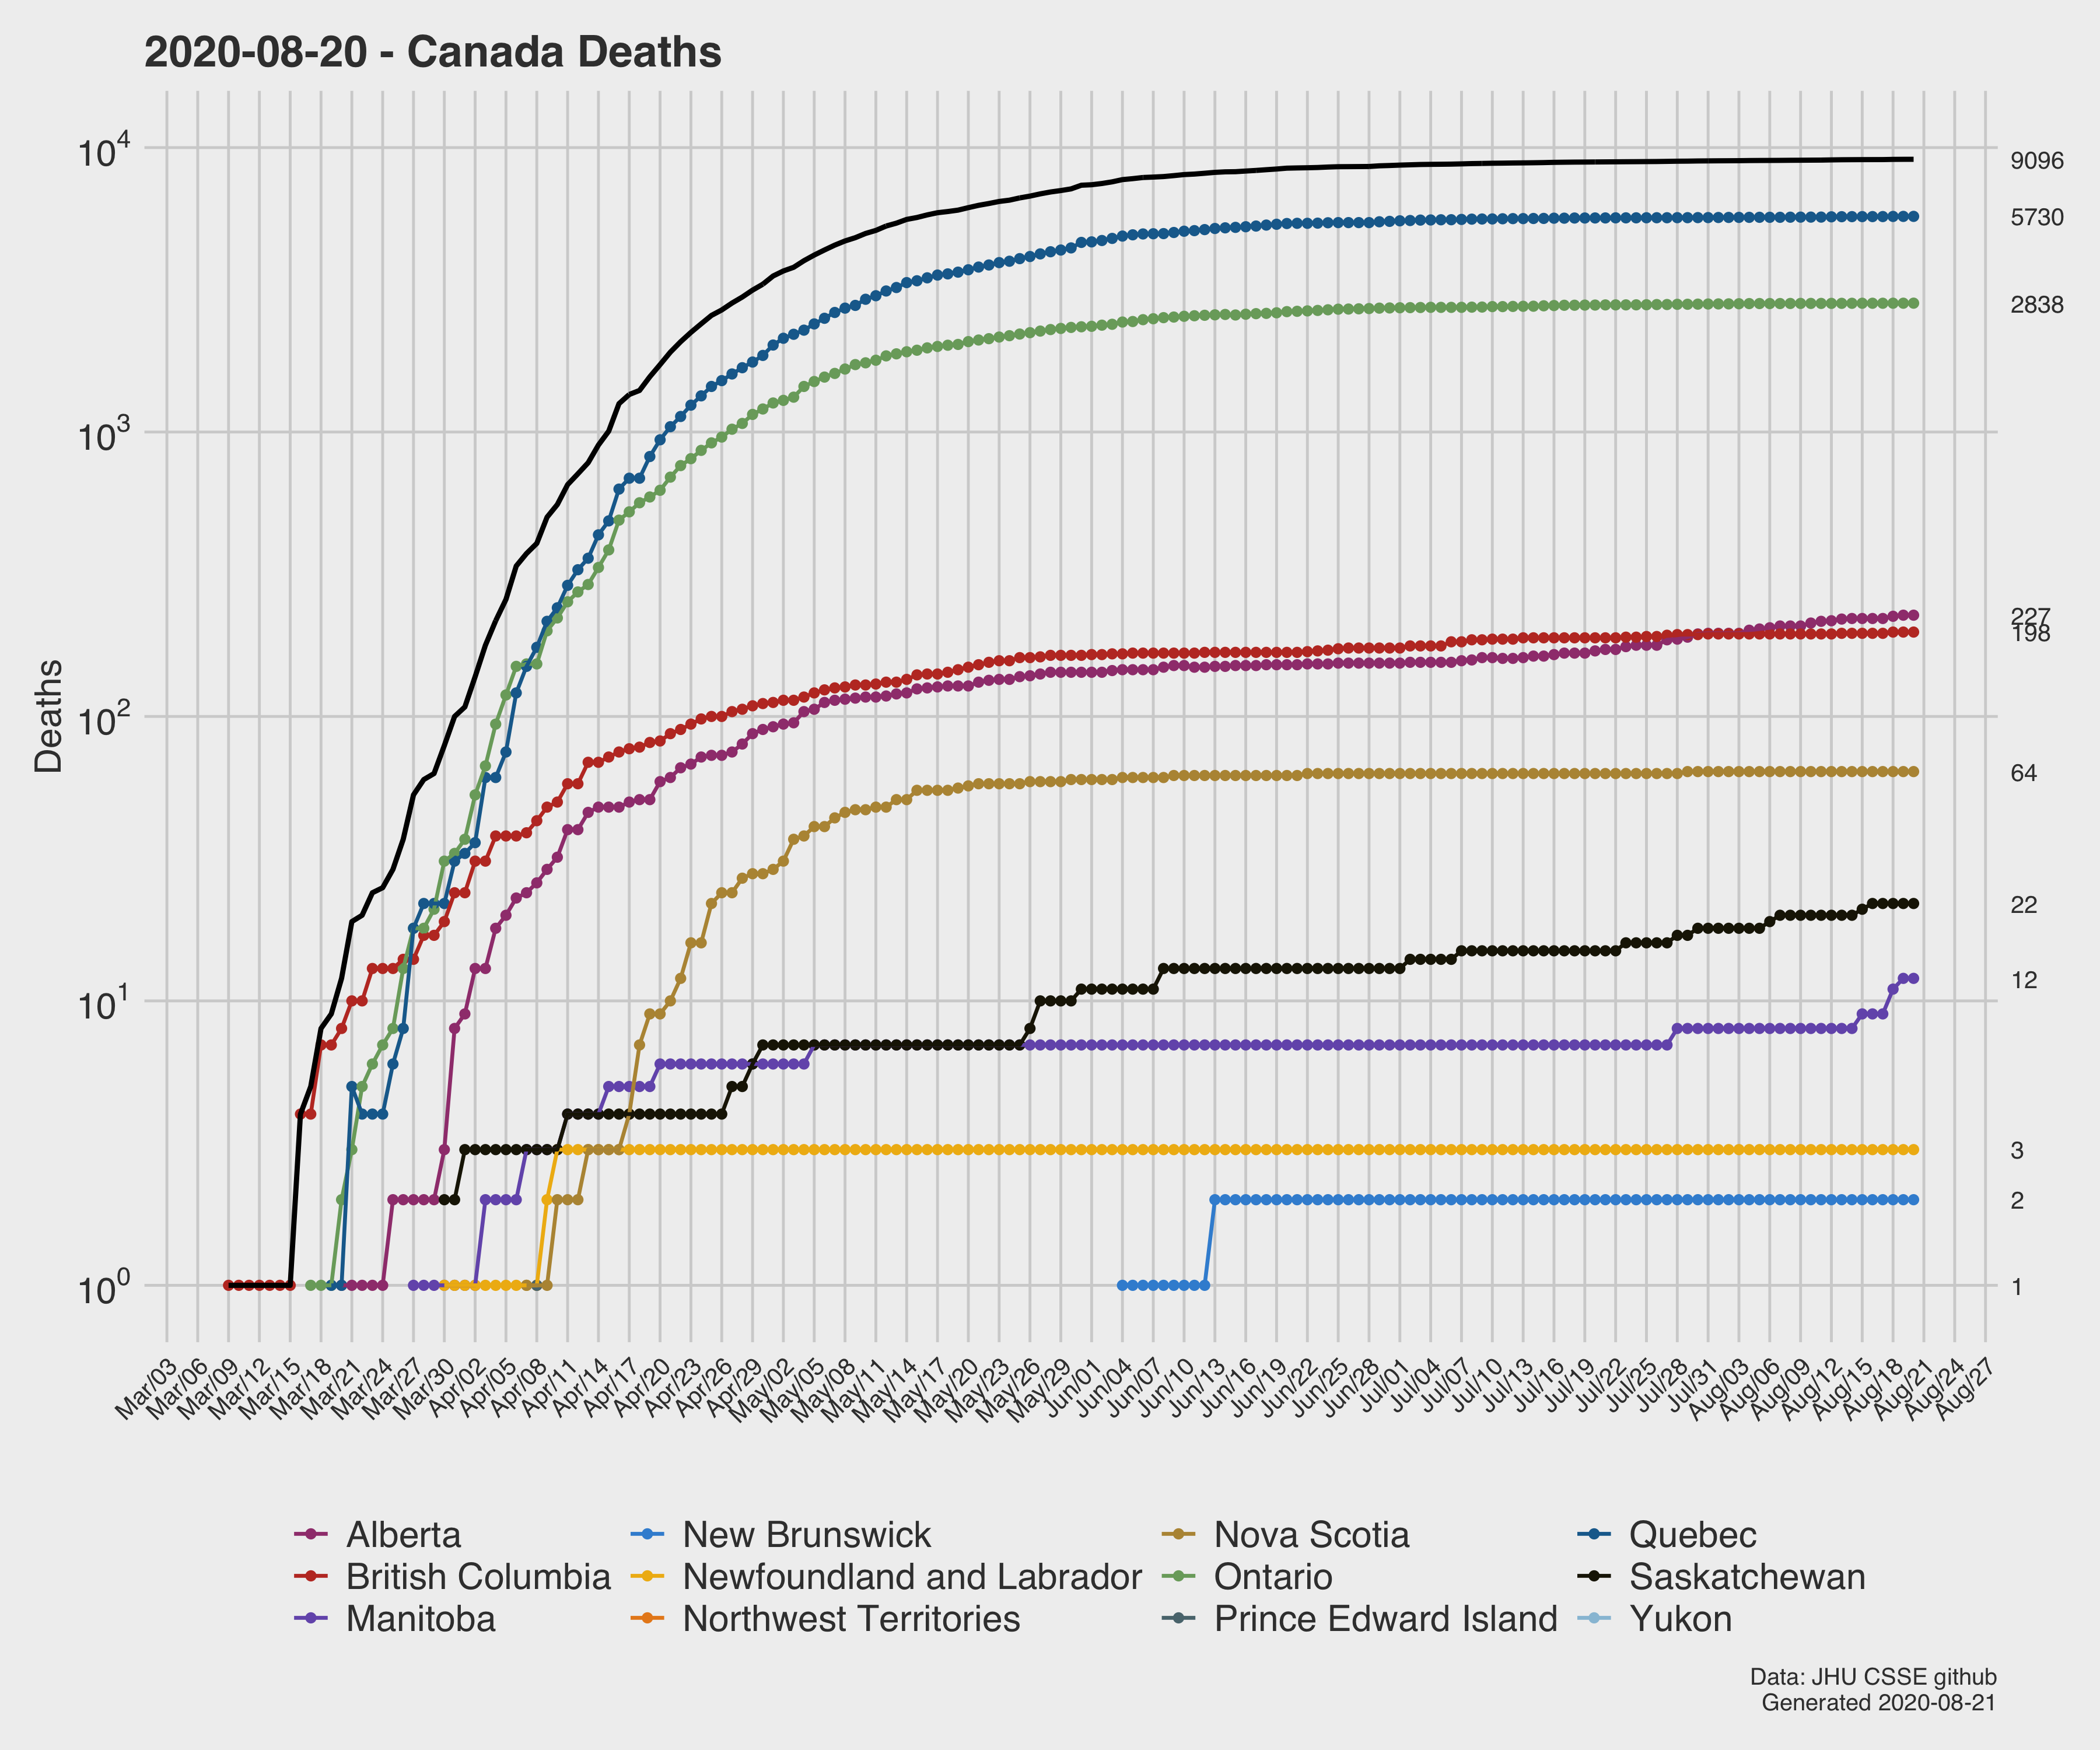 2020-08-20 - Canada Deaths
Deaths
10^4
10^3
10^2
10^1
10^0
9096
5730
2838
227
198
64
22
12
3
2
1
Mar/03 Mar/06 Mar/09 Mar/12 Mar/15 Mar/18 Mar/21 Mar/24 Mar/27 Mar/30 Apr/02 Apr/05 Apr/08 Apr/11 Apr/14 Apr/17 Apr/20 Apr/23 Apr/26 Apr/29 May/02 May/05 May/08 May/11 May/14 May/17 May/20 May/23 May/26 May/29 Jun/01 Jun/04 Jun/07 Jun/10 Jun/13 Jun/16 Jun/19 Jun/22 Jun/25 Jun/28 Jul/01 Jul/04 Jul/07 Jul/10 Jul/13 Jul/16 Jul/19 Jul/22 Jul/25 Jul/28 Jul/31 Aug/03 Aug/06 Aug/09 Aug/12 Aug/15 Aug/18 Aug/21 Aug/24 Aug/27
Alberta New Brunswick Nova Scotia Quebec
British Columbia Newfoundland and Labrador Ontario Saskatchewan
Manitoba Northwest Territories Prince Edward Island Yukon
Data: JHU CSSE github
Generated 2020-08-21